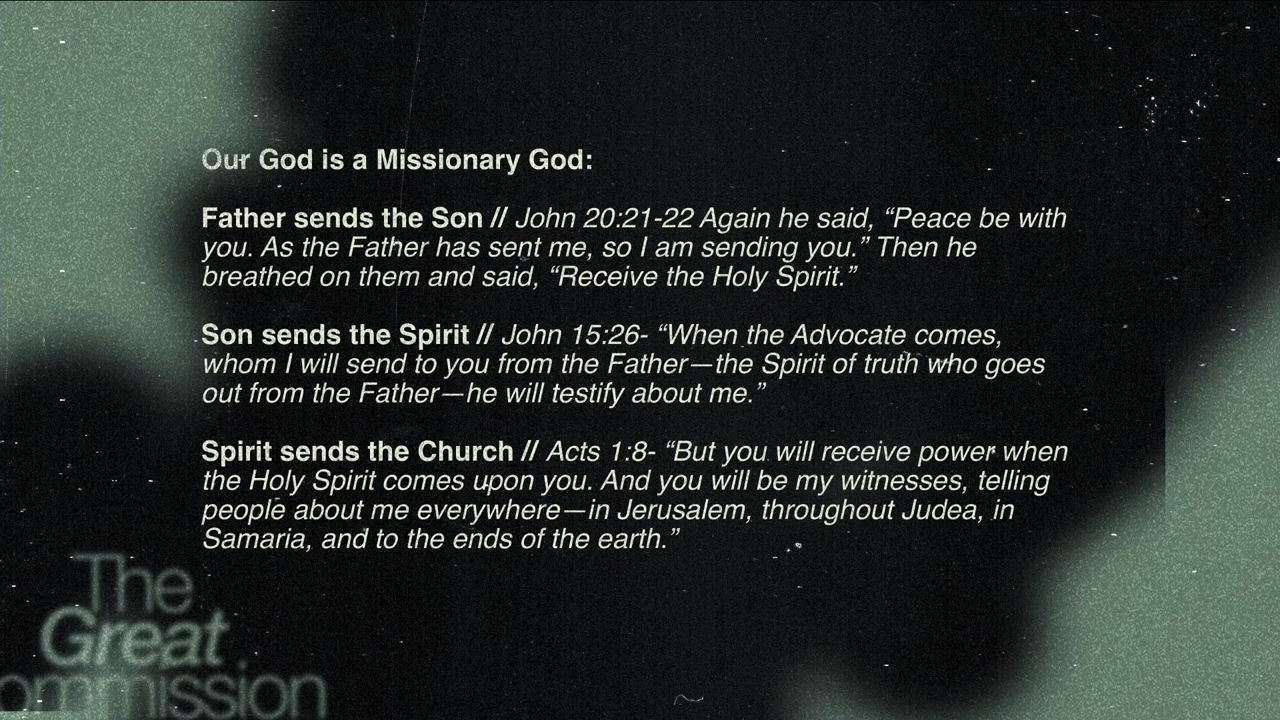 Our God is a Missionary God:
Father sends the Son // John 20:21-22 Again he said, “Peace be with
you. As the Father has sent me, so I am sending you.” Then he
breathed on them and said, “Receive the Holy Spirit.”
Son sends the Spirit // John 15:26- “When the Advocate comes,
whom I will send to you from the Father—the Spirit of truth who goes
out from the Father—he will testify about me.”
Spirit sends the Church // Acts 1:8- “But you will receive power when
the Holy Spirit comes upon you. And you will be my witnesses, telling
people about me everywhere—in Jerusalem, throughout Judea, in
Samaria, and to the ends of the earth.”
The
Great
ommission